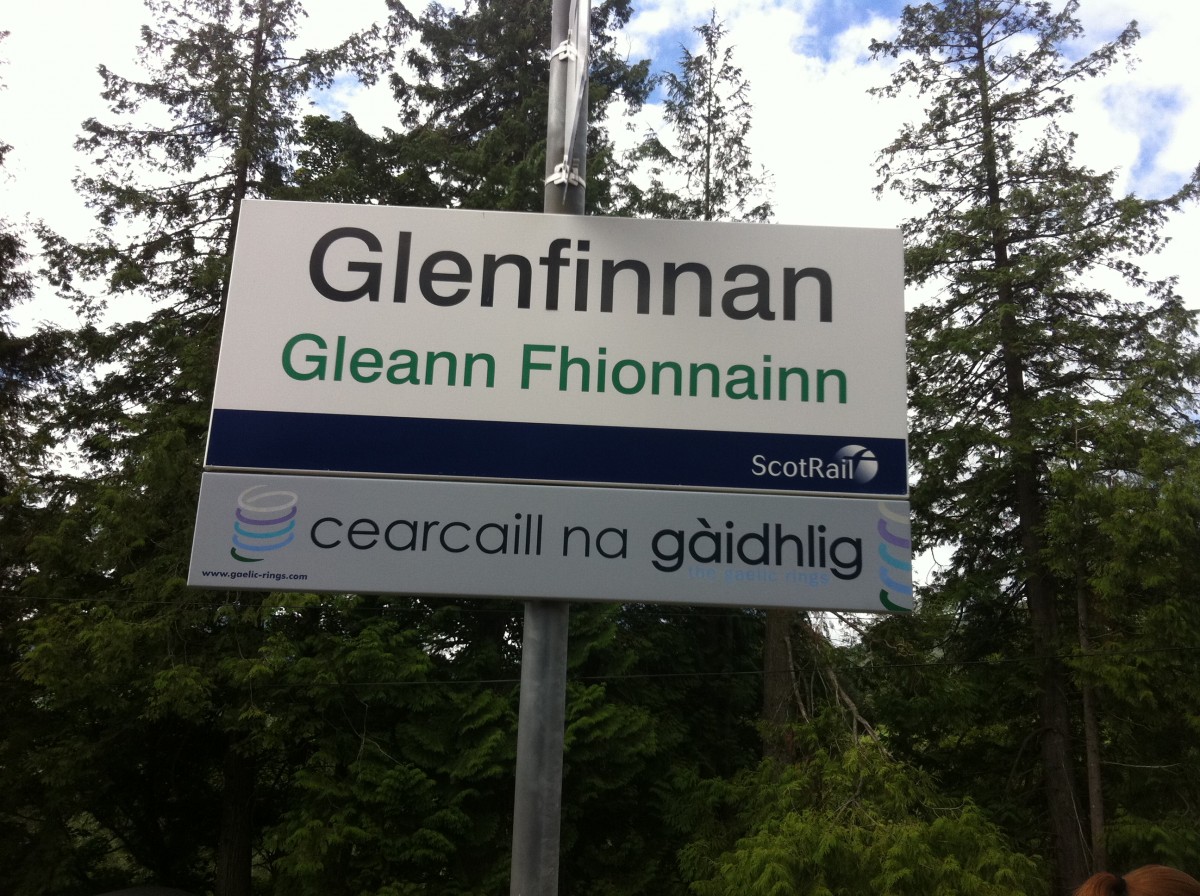 Glenfinnan
Gleann Fhionnainn
ScotRail
cearcaill na gàidhlig
the gaelic rings
www.gaelic-rings.com